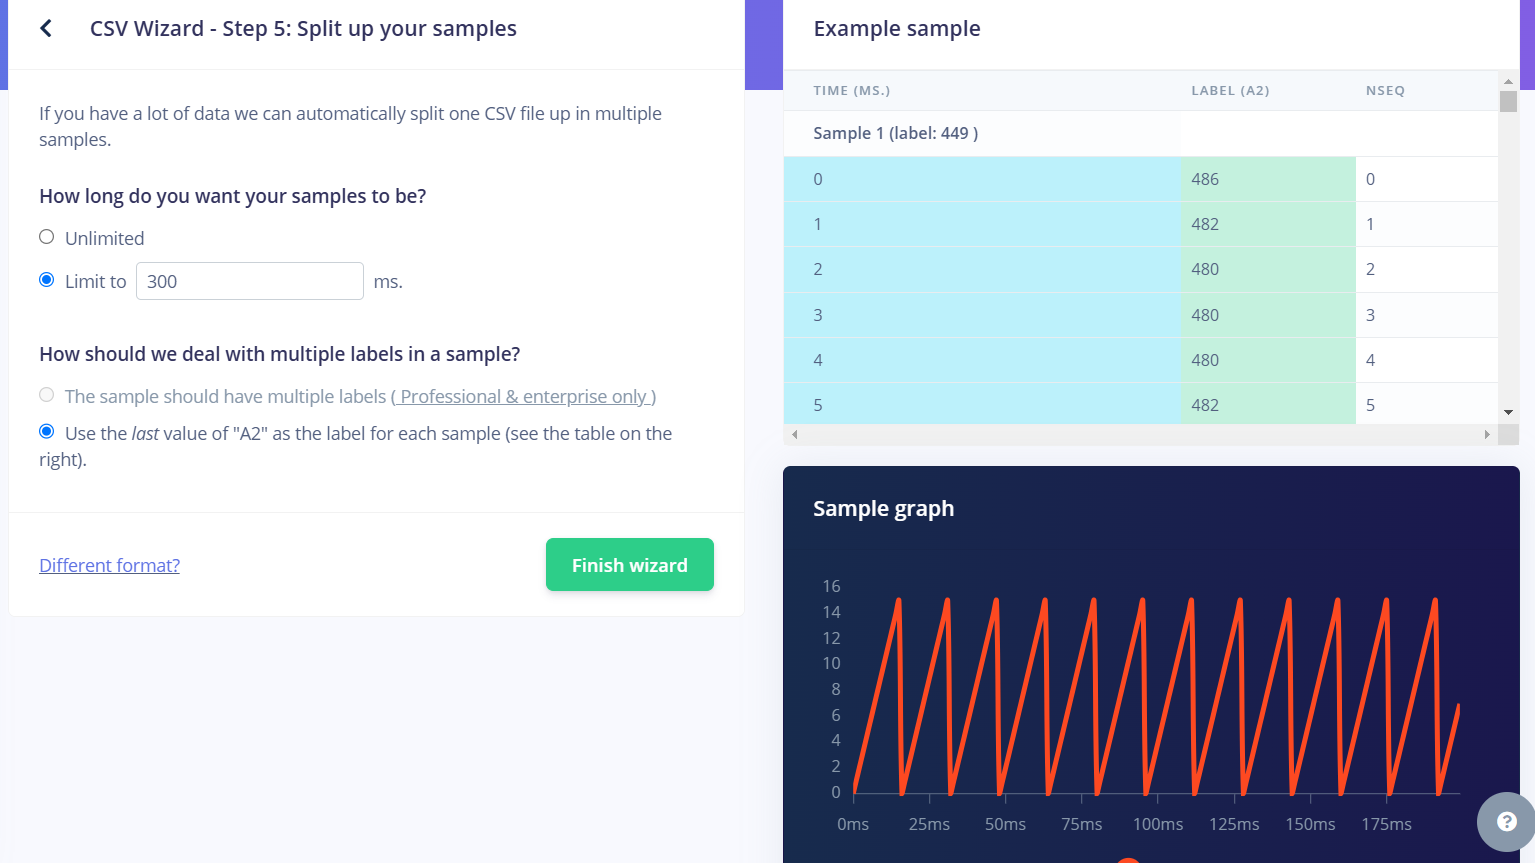 CSV Wizard - Step 5: Split up your samples
If you have a lot of data we can automatically split one CSV file up in multiple
samples.
How long do you want your samples to be?
Unlimited
Limit to 300 ms.
How should we deal with multiple labels in a sample?
The sample should have multiple labels ( Professional & enterprise only )
Use the last value of "A2" as the label for each sample (see the table on the
right).
Different format?
Finish wizard
Example sample
TIME (MS.) LABEL (A2) NSEQ
Sample 1 (label: 449 )
0 486 0
1 482 1
2 480 2
3 480 3
4 480 4
5 482 5
Sample graph
16
14
12
10
8
6
4
2
0
0ms 25ms 50ms 75ms 100ms 125ms 150ms 175ms
?